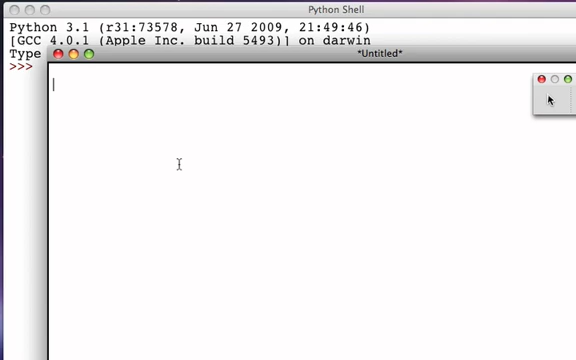 Python Shell
Python 3.1 (r31:73578, Jun 27 2009, 21:49:46)
[GCC 4.0.1 (Apple Inc. build 5493)] on darwin
Type
*Untitled*
>>>